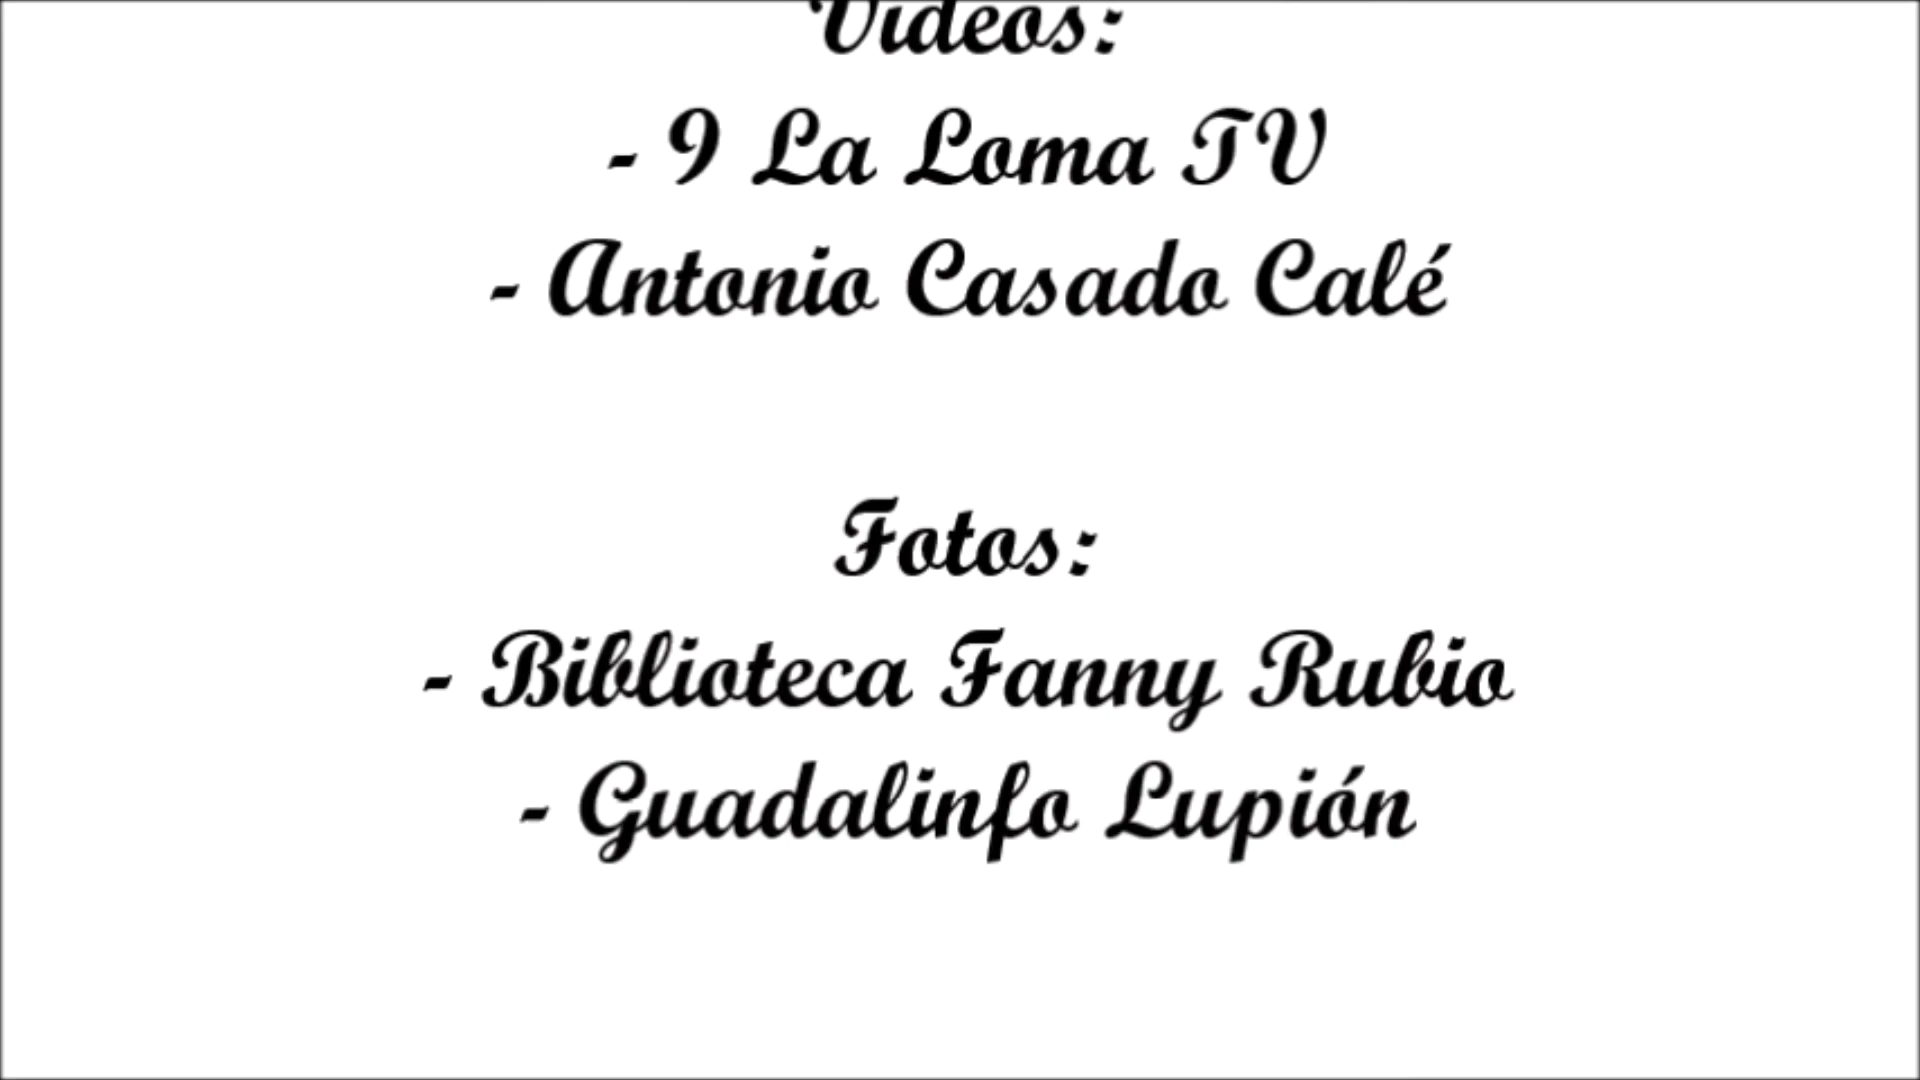 Videos:
- 9 La Loma TV
- Antonio Casado Calé
Fotos:
- Biblioteca Fanny Rubio
- Guadalinfo Lupión